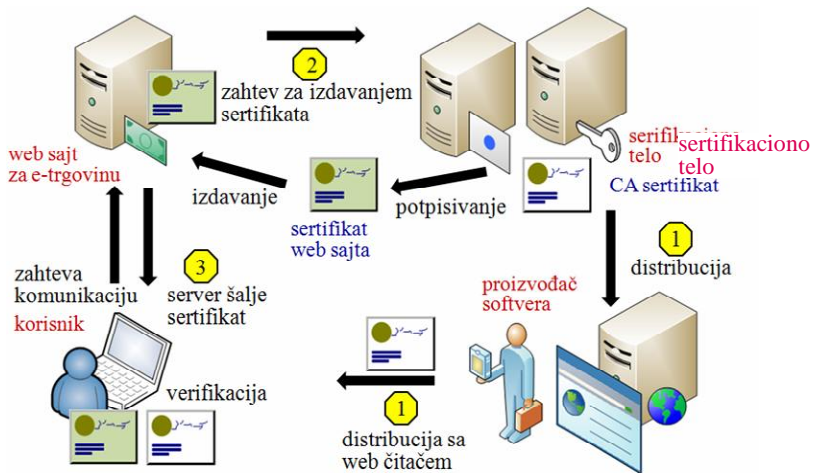 2
zahtev za izdavanjem
sertifikata
web sajt
za e-trgovinu
izdavanje
sertifikat
web sajta
potpisivanje
sertifikaciono
telo
telo
CA sertifikat
1
distribucija
zahteva
komunikaciju
korisnik
3
server šalje
sertifikat
verifikacija
proizvođač
softvera
1
distribucija sa
web čitačem